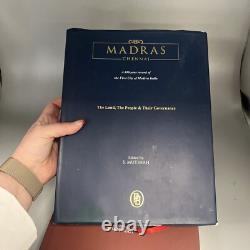 MADRAS
CHENNAI
A 400-year record of
the First City of Modern India
The Land, The People & Their Governance
Edited by
S. MUTHIAH